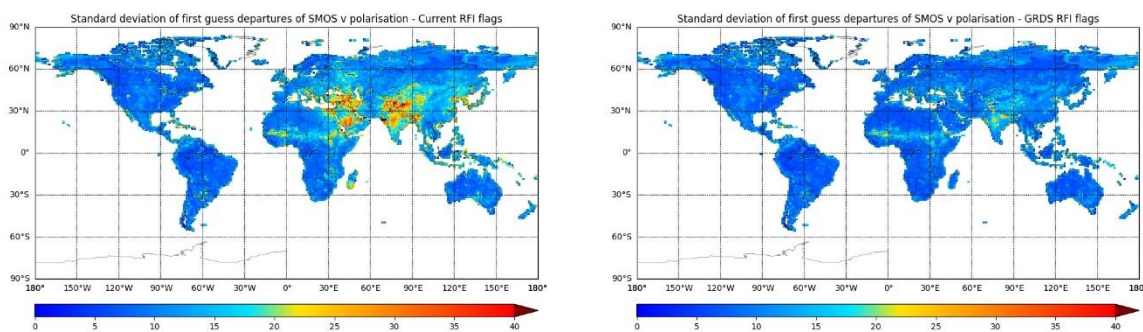 Standard deviation of first guess departures of SMOS v polarisation - Current RFI flags
90°N
60°N
30°N
0°
30°S
60°S
90°S
180° 150°W 120°W 90°W 60°W 30°W 0° 30°E 60°E 90°E 120°E 150°E 180°
0 5 10 15 20 25 30 35 40
Standard deviation of first guess departures of SMOS v polarisation - GRDS RFI flags
90°N
60°N
30°N
0°
30°S
60°S
90°S
180° 150°W 120°W 90°W 60°W 30°W 0° 30°E 60°E 90°E 120°E 150°E 180°
0 5 10 15 20 25 30 35 40